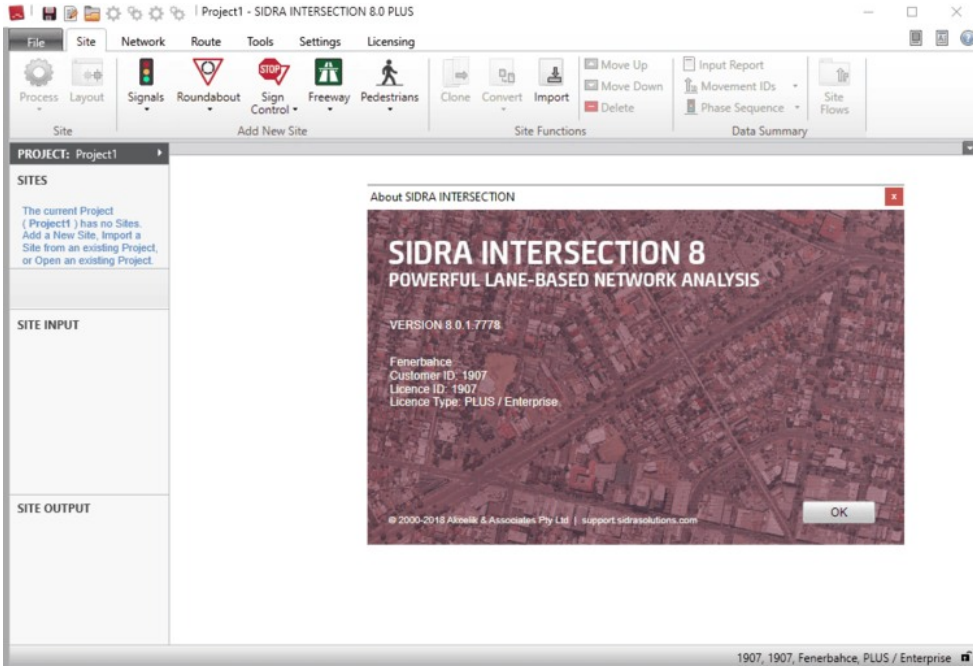 Project1 - SIDRA INTERSECTION 8.0 PLUS
File Site Network Route Tools Settings Licensing
Process Layout Signals Roundabout Sign Control Freeway Pedestrians Clone Convert Import
STOP
Move Up
Move Down
Delete
Input Report
Movement IDs
Phase Sequence
Site Flows
Site Add New Site Site Functions Data Summary
PROJECT: Project1
SITES
The current Project
( Project1 ) has no Sites.
Add a New Site, Import a
Site from an existing Project,
or Open an existing Project.
SITE INPUT
SITE OUTPUT
About SIDRA INTERSECTION
x
SIDRA INTERSECTION 8
POWERFUL LANE-BASED NETWORK ANALYSIS
VERSION 8.0.1.7778
Fenerbahce
Customer ID: 1907
Licence ID: 1907
Licence Type: PLUS / Enterprise
© 2000-2018 Akcelik & Associates Pty Ltd | support.sidrasolutions.com
OK
1907, 1907, Fenerbahce, PLUS / Enterprise